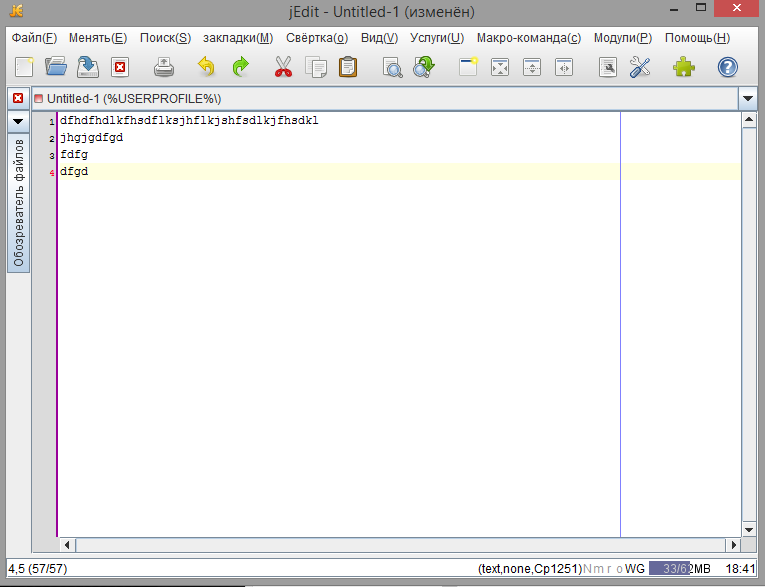 jEdit - Untitled-1 (изменён)
Файл(F) Менять(E) Поиск(S) закладки(M) Свёртка(o) Вид(V) Услуги(U) Макро-команда(c) Модули(P) Помощь(H)
Untitled-1 (%USERPROFILE%\)
Обозреватель файлов
1 dfhdfhdlkfhsdflksjhflkjshfsdlkjfhsdkl
2 jhgjgdfgd
3 fdfg
4 dfgd
4,5 (57/57) (text,none,Cp1251)N m r o WG 33/62MB 18:41